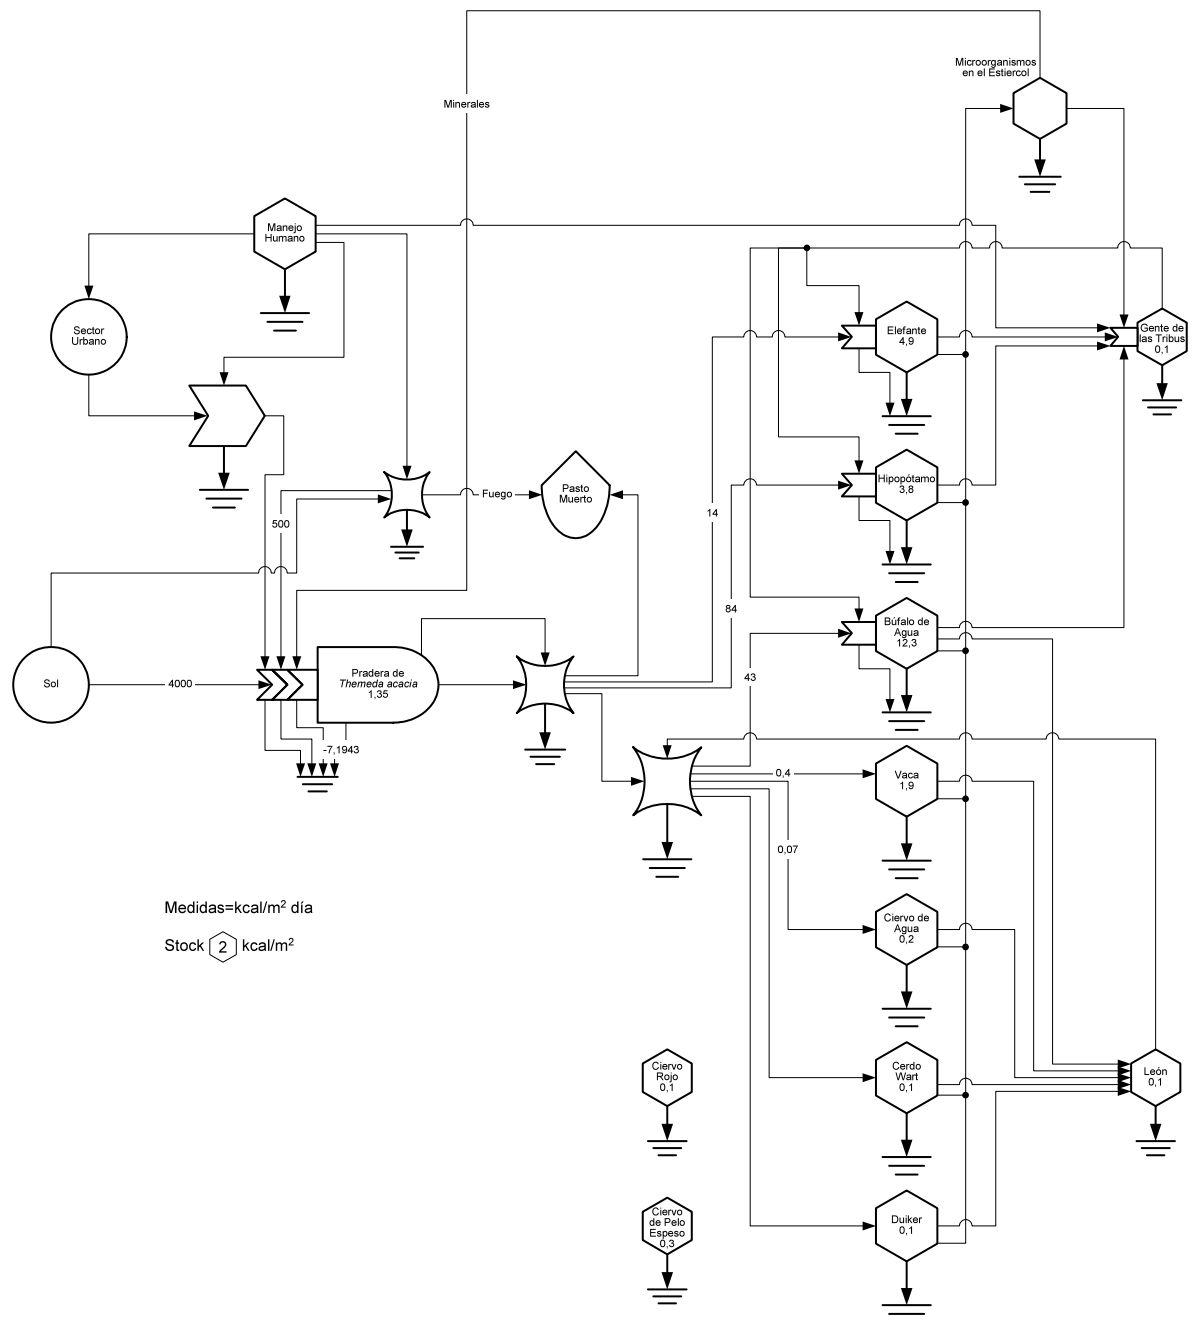 Microorganismos
en el Estiercol
Minerales
Manejo
Humano
Sector
Urbano
Elefante
4,9
Gente de
las Tribus
0,1
Hipopótamo
3,8
Pasto
Muerto
Fuego
500
14
84
Búfalo de
Agua
12,3
Sol
4000
Pradera de
Themeda acacia
1,35
43
-7,1943
0,4
Vaca
1,9
0,07
Medidas=kcal/m² día
Stock 2 kcal/m²
Ciervo de
Agua
0,2
Ciervo
Rojo
0,1
Cerdo
Wart
0,1
León
0,1
Ciervo
de Pelo
Espeso
0,3
Duiker
0,1